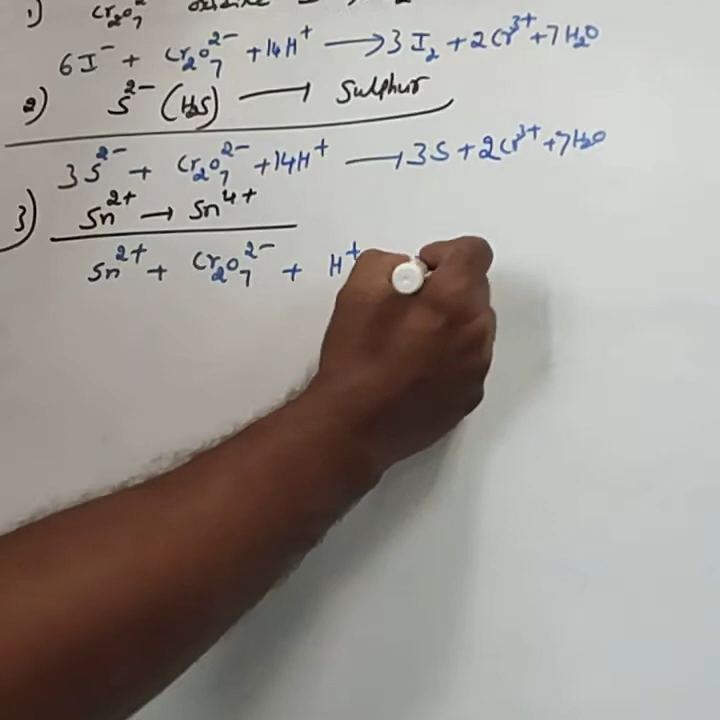 1) Cr₂O₇²
6I⁻ + Cr₂O₇²⁻ + 14H⁺ ⟶ 3I₂ + 2Cr³⁺ + 7H₂O
2) S²⁻ (H₂S) ⟶ Sulphur
3S²⁻ + Cr₂O₇²⁻ + 14H⁺ ⟶ 3S + 2Cr³⁺ + 7H₂O
3) Sn²⁺ → Sn⁴⁺
Sn²⁺ + Cr₂O₇²⁻ + H⁺